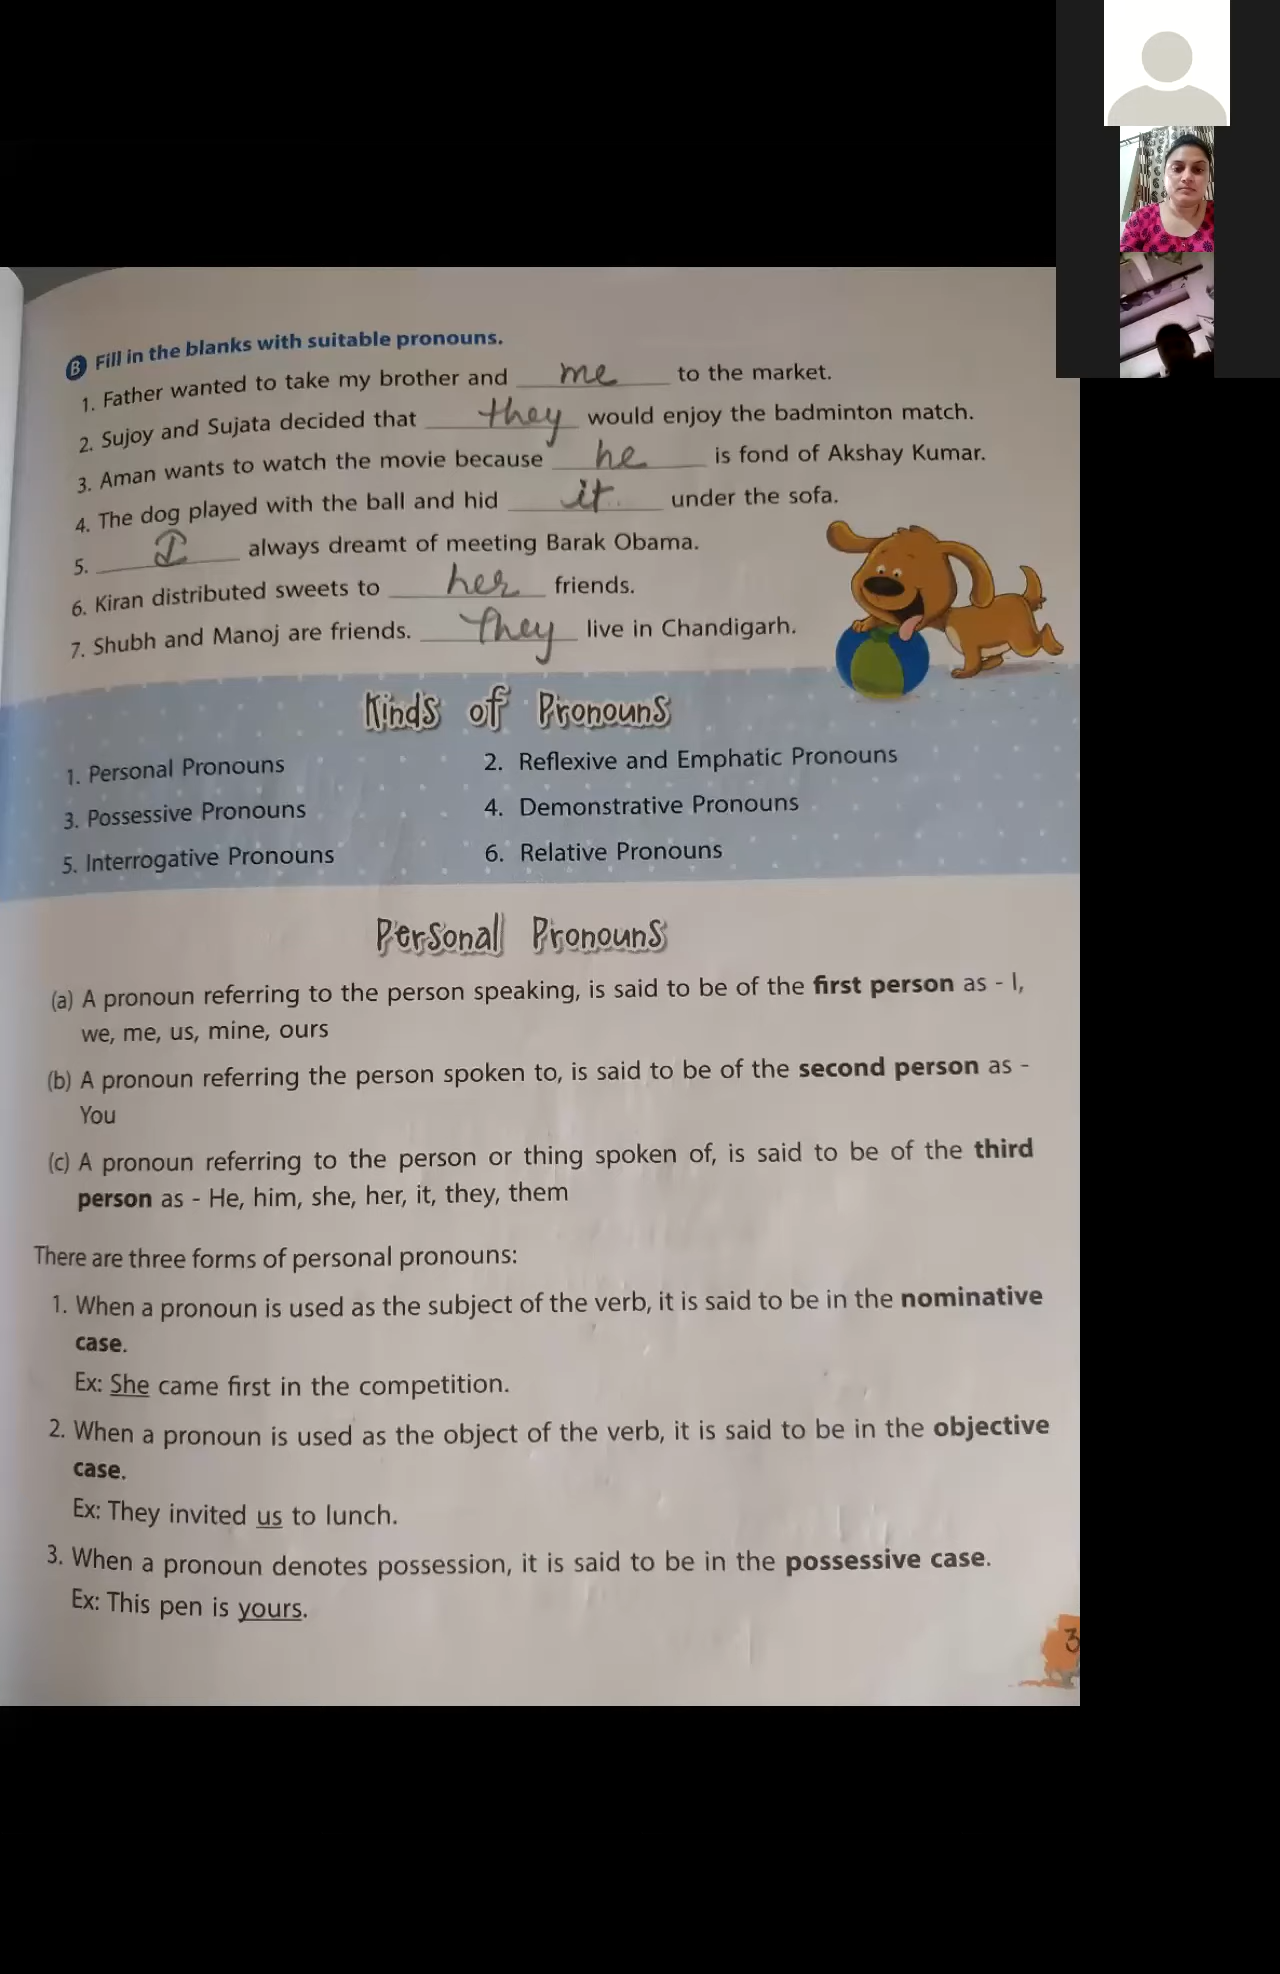 B Fill in the blanks with suitable pronouns.
1. Father wanted to take my brother and me to the market.
2. Sujoy and Sujata decided that they would enjoy the badminton match.
3. Aman wants to watch the movie because he is fond of Akshay Kumar.
4. The dog played with the ball and hid it under the sofa.
5. I always dreamt of meeting Barak Obama.
6. Kiran distributed sweets to her friends.
7. Shubh and Manoj are friends. They live in Chandigarh.
Kinds of Pronouns
1. Personal Pronouns 2. Reflexive and Emphatic Pronouns
3. Possessive Pronouns 4. Demonstrative Pronouns
5. Interrogative Pronouns 6. Relative Pronouns
Personal Pronouns
(a) A pronoun referring to the person speaking, is said to be of the first person as - I,
we, me, us, mine, ours
(b) A pronoun referring the person spoken to, is said to be of the second person as -
You
(c) A pronoun referring to the person or thing spoken of, is said to be of the third
person as - He, him, she, her, it, they, them
There are three forms of personal pronouns:
1. When a pronoun is used as the subject of the verb, it is said to be in the nominative
case.
Ex: She came first in the competition.
2. When a pronoun is used as the object of the verb, it is said to be in the objective
case.
Ex: They invited us to lunch.
3. When a pronoun denotes possession, it is said to be in the possessive case.
Ex: This pen is yours.